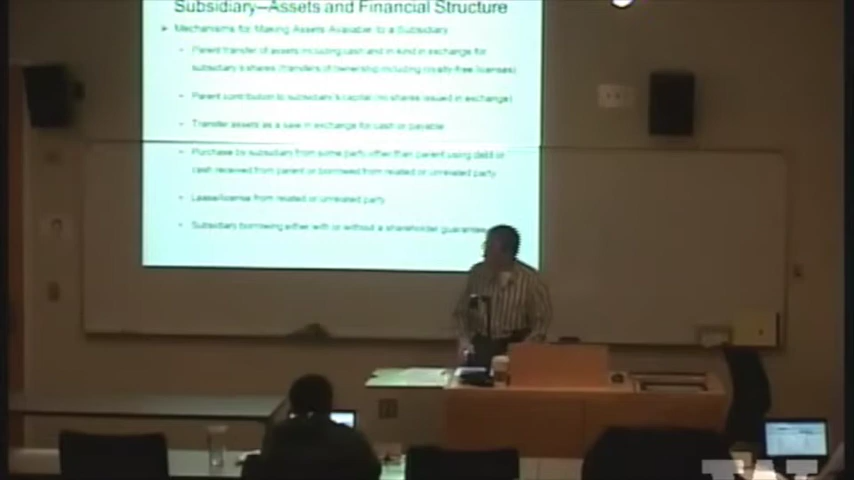 Subsidiary—Assets and Financial Structure
Mechanisms for Making Assets Available to a Subsidiary
Parent transfer of assets including cash and in kind in exchange for
subsidiary's shares (transfers of ownership including royalty-free licenses)
Parent contribution to subsidiary's capital (no shares issued in exchange)
Transfer assets as a sale in exchange for cash or payable
Purchase by subsidiary from some party other than parent using debt or
cash received from parent or borrowed from related or unrelated party
Lease/license from related or unrelated party
Subsidiary borrowing either with or without a shareholder guarantee